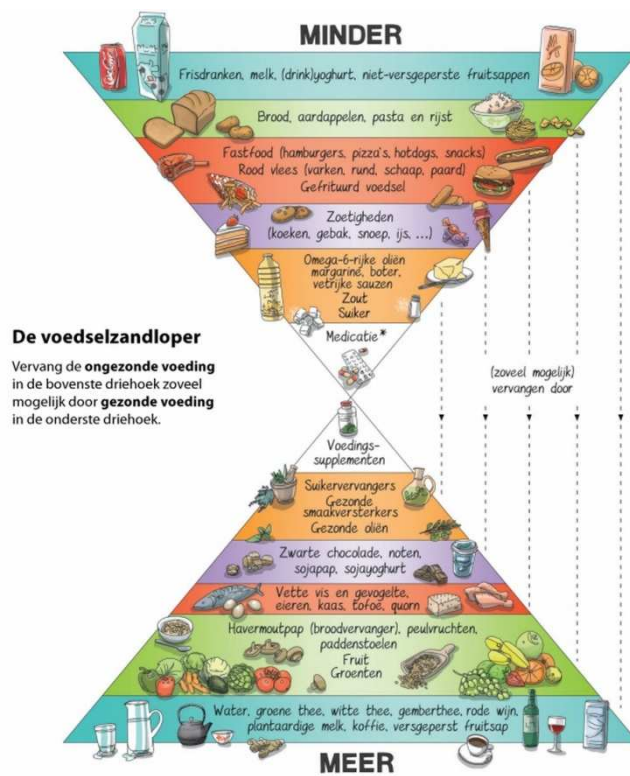 MINDER
Frisdranken, melk, (drink)yoghurt, niet-versgeperste fruitsappen
Brood, aardappelen, pasta en rijst
Fastfood (hamburgers, pizza's, hotdogs, snacks)
Rood vlees (varken, rund, schaap, paard)
Gefrituurd voedsel
Zoetigheden
(koeken, gebak, snoep, ijs, ...)
Omega-6-rijke oliën
margarine, boter,
vetrijke sauzen
Zout
Suiker
Medicatie*
De voedselzandloper
Vervang de ongezonde voeding
in de bovenste driehoek zoveel
mogelijk door gezonde voeding
in de onderste driehoek.
(zoveel mogelijk)
vervangen door
Voedings-
supplementen
Suikervervangers
Gezonde
smaakversterkers
Gezonde oliën
Zwarte chocolade, noten,
sojapap, sojayoghurt
Vette vis en gevogelte,
eieren, kaas, tofoe, quorn
Havermoutpap (broodvervanger), peulvruchten,
paddenstoelen
Fruit
Groenten
Water, groene thee, witte thee, gemberthee, rode wijn,
plantaardige melk, koffie, versgeperst fruitsap
MEER